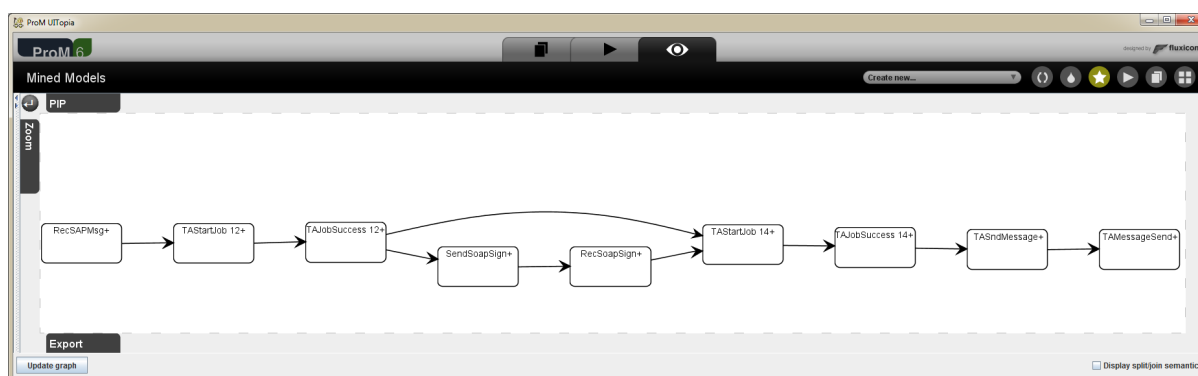 ProM UITopia
ProM 6
designed by fluxicon
Mined Models
Create new...
PIP
Zoom
RecSAPMsg+
TAStartJob 12+
TAJobSuccess 12+
SendSoapSign+
RecSoapSign+
TAStartJob 14+
TAJobSuccess 14+
TASndMessage+
TAMessageSend+
Export
Update graph
Display split/join semantic